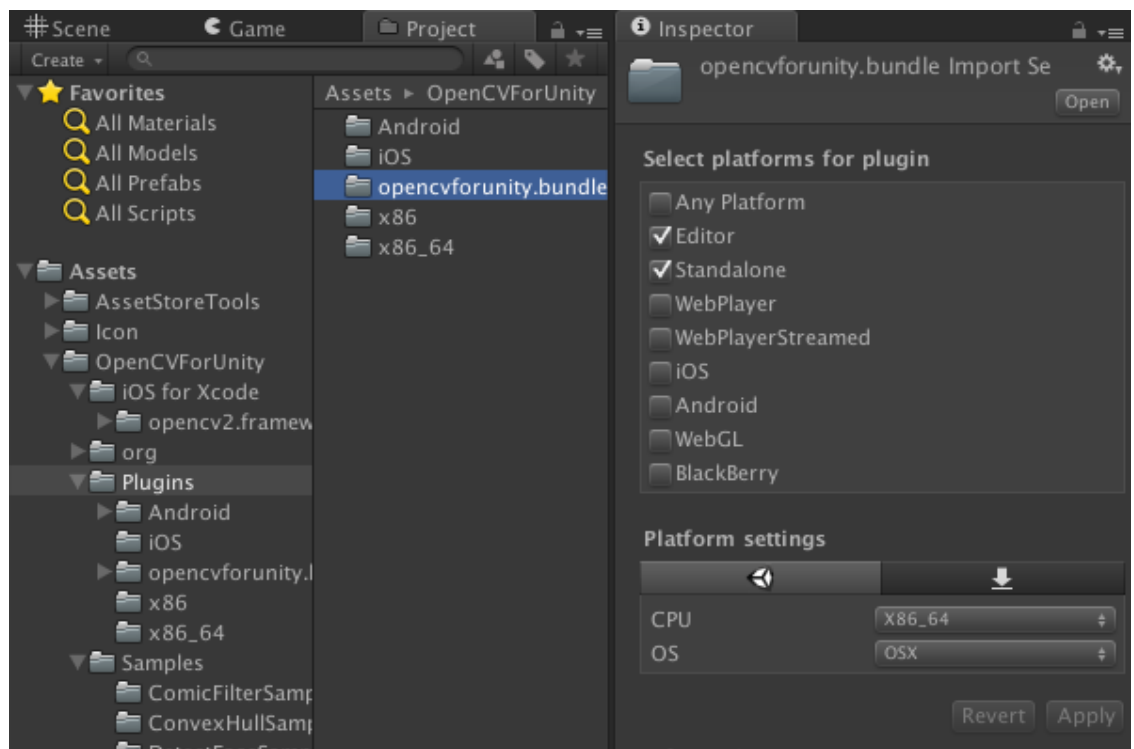 Scene
Game
Project
Create
Favorites
All Materials
All Models
All Prefabs
All Scripts
Assets
AssetStoreTools
Icon
OpenCVForUnity
iOS for Xcode
opencv2.framew
org
Plugins
Android
iOS
opencvforunity.
x86
x86_64
Samples
ComicFilterSamp
ConvexHullSamp
Assets ▸ OpenCVForUnity
Android
iOS
opencvforunity.bundle
x86
x86_64
Inspector
opencvforunity.bundle Import Se
Open
Select platforms for plugin
Any Platform
Editor
Standalone
WebPlayer
WebPlayerStreamed
iOS
Android
WebGL
BlackBerry
Platform settings
CPU X86_64
OS OSX
Revert Apply